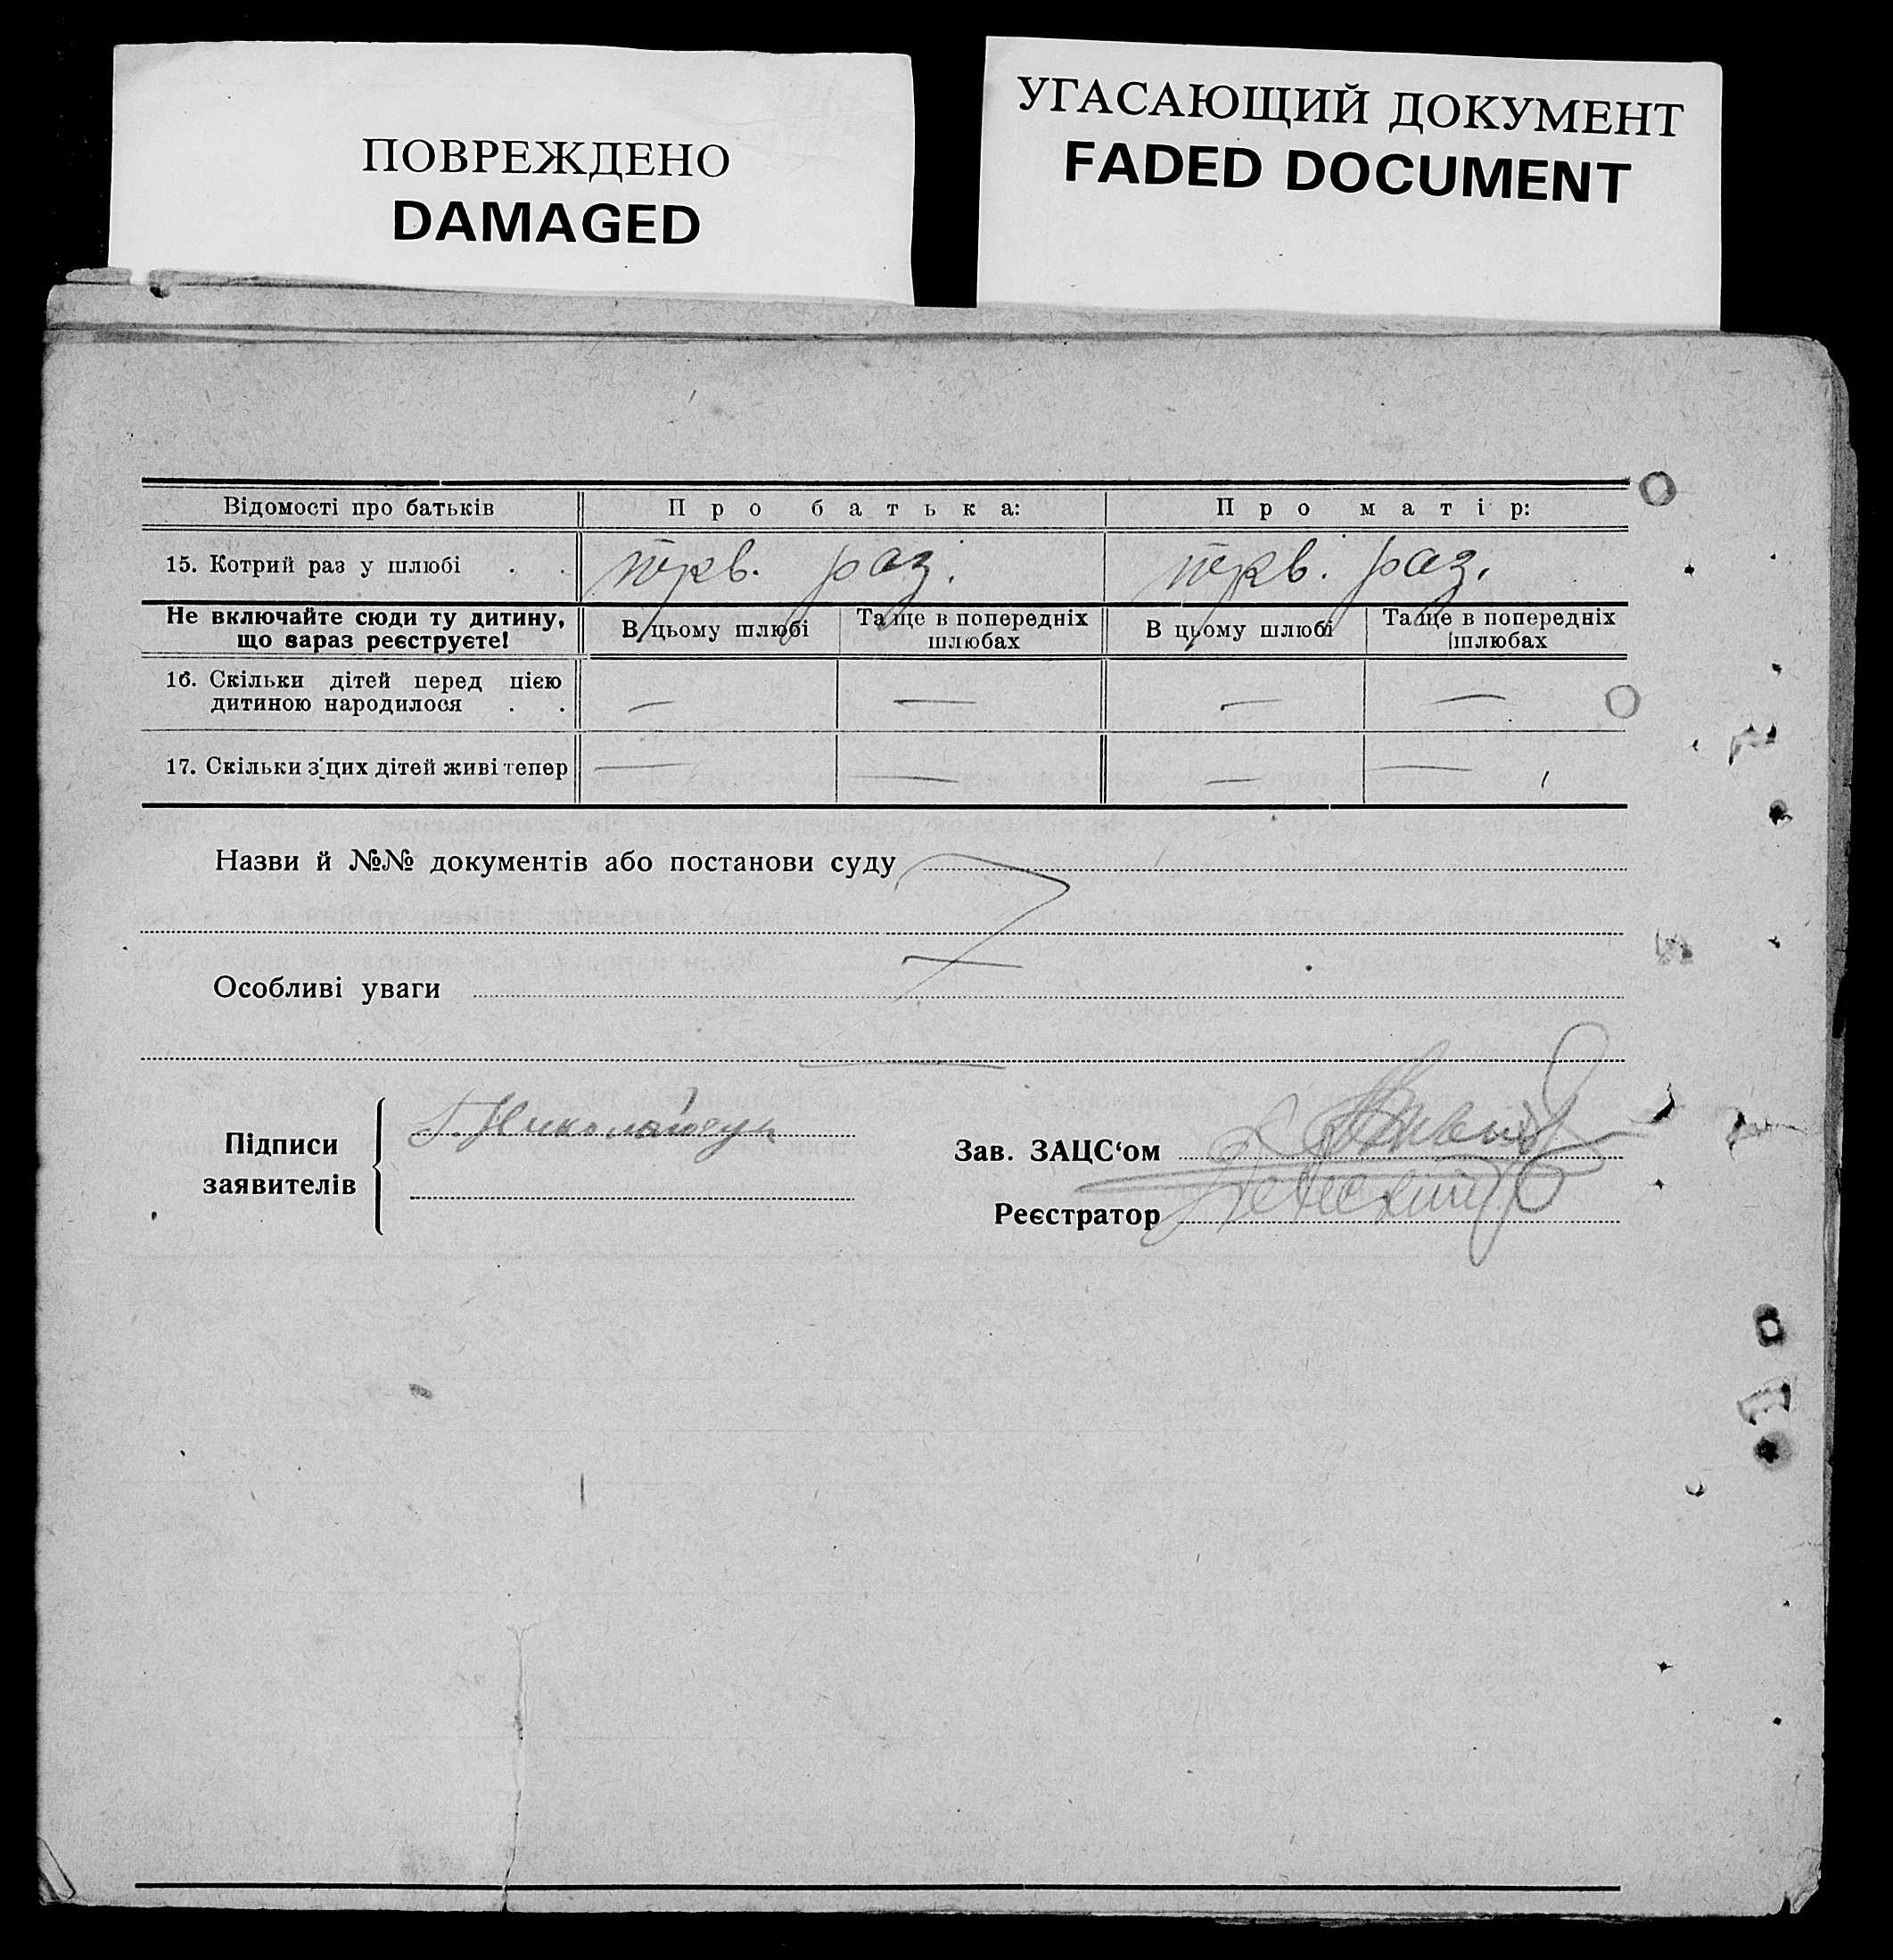 ПОВРЕЖДЕНО
DAMAGED
УГАСАЮЩИЙ ДОКУМЕНТ
FADED DOCUMENT
Відомості про батьків Про батька: Про матір:
15. Котрий раз у шлюбі . . перв. раз. перв. раз.
Не включайте сюди ту дитину, що зараз реєструєте! В цьому шлюбі Та ще в попередніх шлюбах В цьому шлюбі Та ще в попередніх шлюбах
16. Скільки дітей перед цією
дитиною народилося . . — — — —
17. Скільки з цих дітей живі тепер — — — —
Назви й №№ документів або постанови суду
Особливі уваги
Підписи
заявителів
Зав. ЗАЦС‘ом
Реєстратор